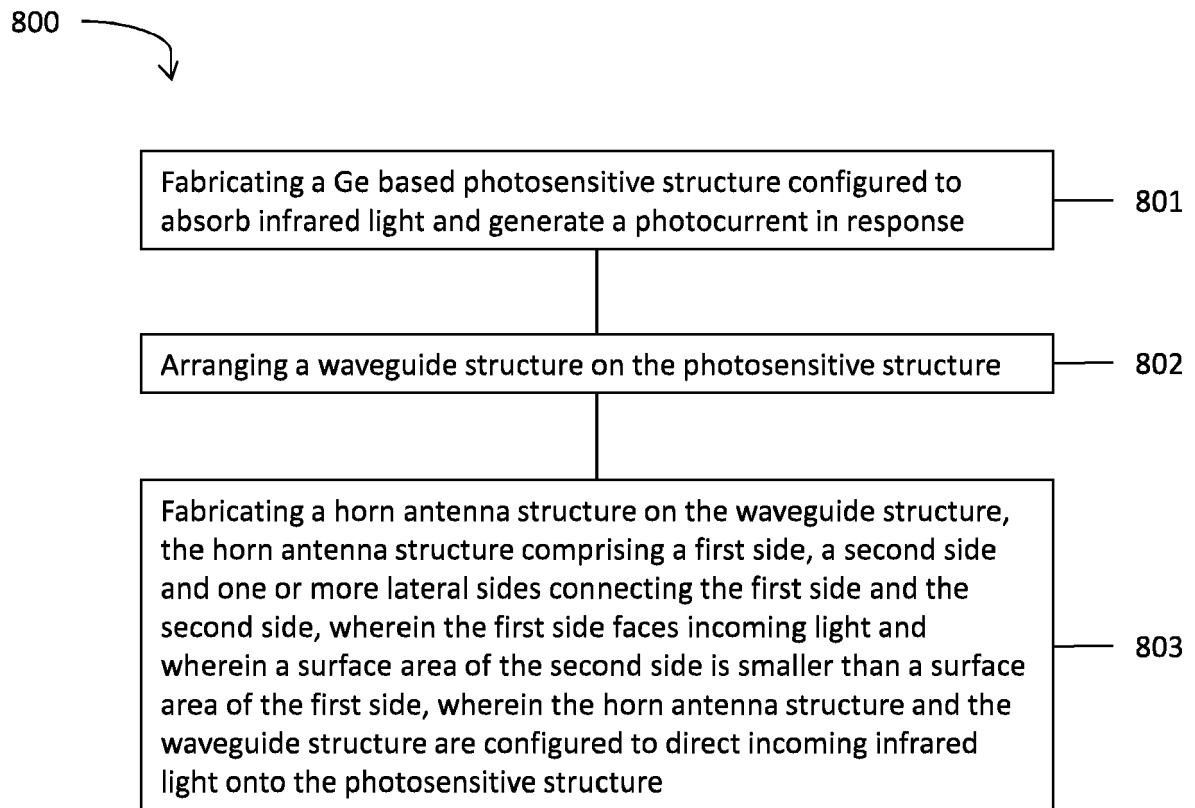 800
Fabricating a Ge based photosensitive structure configured to
absorb infrared light and generate a photocurrent in response
801
Arranging a waveguide structure on the photosensitive structure
802
Fabricating a horn antenna structure on the waveguide structure,
the horn antenna structure comprising a first side, a second side
and one or more lateral sides connecting the first side and the
second side, wherein the first side faces incoming light and
wherein a surface area of the second side is smaller than a surface
area of the first side, wherein the horn antenna structure and the
waveguide structure are configured to direct incoming infrared
light onto the photosensitive structure
803